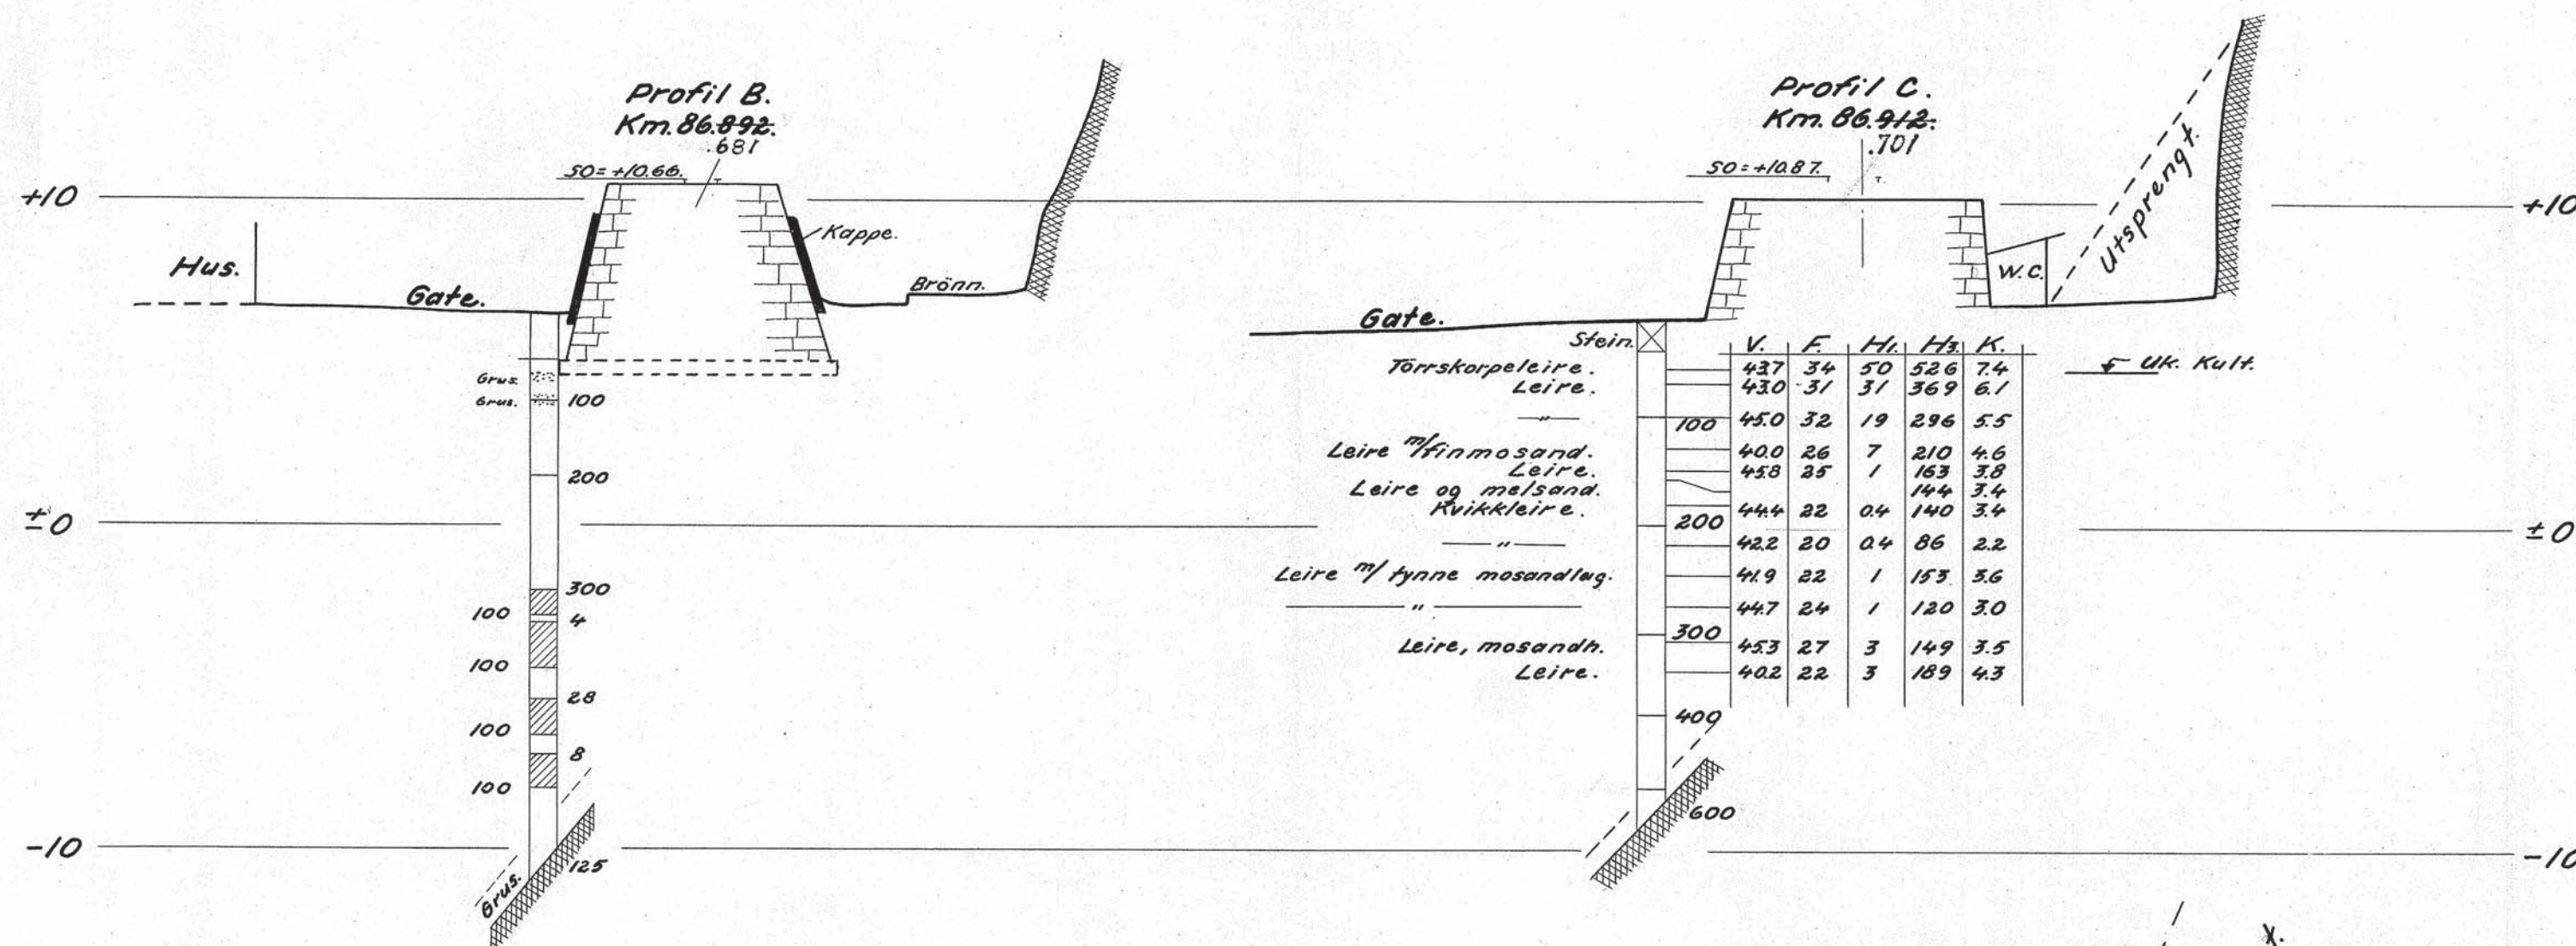 Profil B.
Km. 86.892.
.681
SO = +10.66.
+10
Hus.
Gate.
Kappe.
Brönn.
Grus.
Grus.
100
200
±0
300
100
4
100
28
100
8
100
-10
125
Grus.
Profil C.
Km. 86.912.
.701
SO = +10.87.
+10
Utsprengt.
W.C.
Gate.
Stein.
V. F. H1. H3. K.
Törrskorpeleire. 43.7 34 50 526 7.4
Uk. Kult.
Leire. 43.0 31 31 369 6.1
—"— 45.0 32 19 296 5.5
100
Leire m/finmosand. 40.0 26 7 210 4.6
Leire. 45.8 25 1 163 3.8
Leire og melsand. 144 3.4
Kvikkleire. 44.4 22 0.4 140 3.4
200
—"— 42.2 20 0.4 86 2.2
±0
Leire m/ tynne mosandlag. 41.9 22 1 153 3.6
—"— 44.7 24 1 120 3.0
300
Leire, mosandh. 45.3 27 3 149 3.5
Leire. 40.2 22 3 189 4.3
400
600
-10
x.